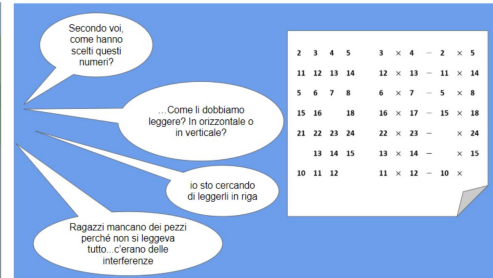 Secondo voi,
come hanno
scelti questi
numeri?
...Come li dobbiamo
leggere? In orizzontale o
in verticale?
io sto cercando
di leggerli in riga
Ragazzi mancano dei pezzi
perché non si leggeva
tutto...c'erano delle
interferenze
2 3 4 5 3 × 4 − 2 × 5
11 12 13 14 12 × 13 − 11 × 14
5 6 7 8 6 × 7 − 5 × 8
15 16 18 16 × 17 − 15 × 18
21 22 23 24 22 × 23 − × 24
13 14 15 13 × 14 − × 15
10 11 12 11 × 12 − 10 ×